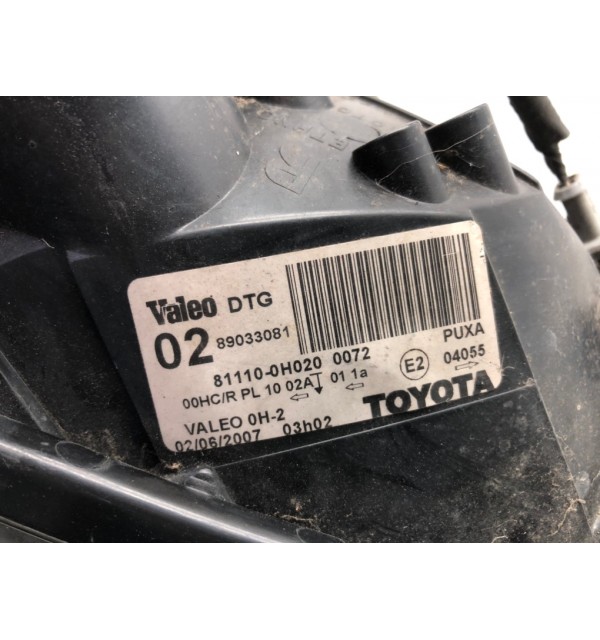 Valeo DTG
02 89033081 PUXA
81110-0H020 0072 E2 04055
00HC/R PL 10 02A 01 1a
VALEO 0H-2 TOYOTA
02/06/2007 03h02